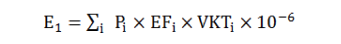 E₁ = ∑ᵢ Pᵢ × EFᵢ × VKTᵢ × 10⁻⁶